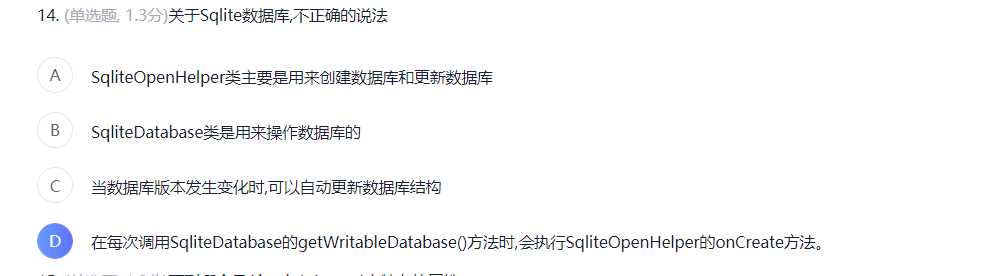 14. (单选题, 1.3分)关于Sqlite数据库,不正确的说法
A SqliteOpenHelper类主要是用来创建数据库和更新数据库
B SqliteDatabase类是用来操作数据库的
C 当数据库版本发生变化时,可以自动更新数据库结构
D 在每次调用SqliteDatabase的getWritableDatabase()方法时,会执行SqliteOpenHelper的onCreate方法。